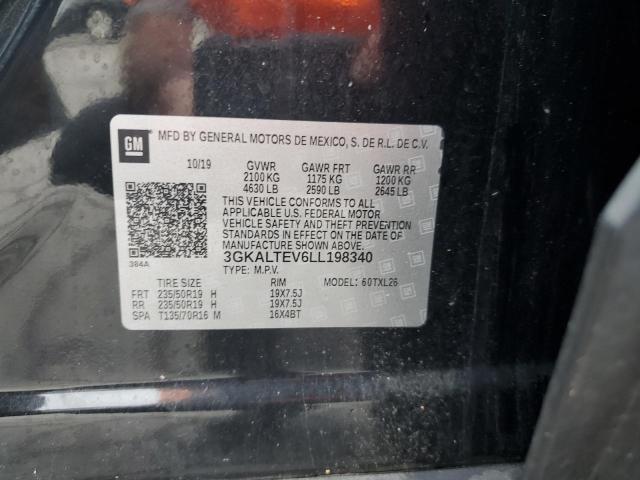 GM
MFD BY GENERAL MOTORS DE MEXICO, S. DE R.L. DE C.V.
10/19 GVWR GAWR FRT GAWR RR
2100 KG 1175 KG 1200 KG
4630 LB 2590 LB 2645 LB
THIS VEHICLE CONFORMS TO ALL
APPLICABLE U.S. FEDERAL MOTOR
VEHICLE SAFETY AND THEFT PREVENTION
STANDARDS IN EFFECT ON THE DATE OF
MANUFACTURE SHOWN ABOVE.
384A
3GKALTEV6LL198340
TYPE: M.P.V.
TIRE SIZE RIM MODEL: 60TXL26
FRT 235/50R19 H 19X7.5J
RR 235/50R19 H 19X7.5J
SPA T135/70R16 M 16X4BT